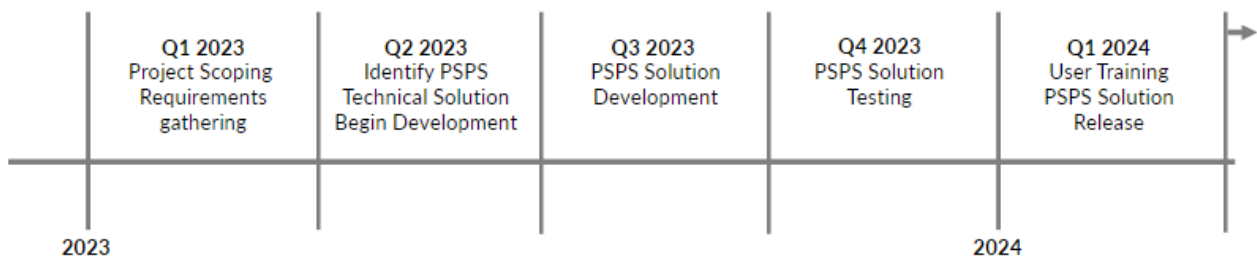 Q1 2023
Project Scoping
Requirements
gathering
Q2 2023
Identify PSPS
Technical Solution
Begin Development
Q3 2023
PSPS Solution
Development
Q4 2023
PSPS Solution
Testing
Q1 2024
User Training
PSPS Solution
Release
2023
2024